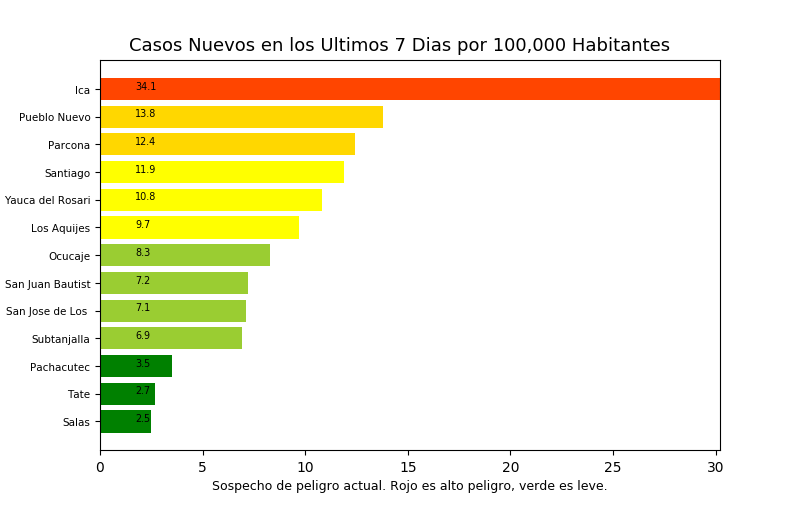 Casos Nuevos en los Ultimos 7 Dias por 100,000 Habitantes
Ica 34.1
Pueblo Nuevo 13.8
Parcona 12.4
Santiago 11.9
Yauca del Rosari 10.8
Los Aquijes 9.7
Ocucaje 8.3
San Juan Bautist 7.2
San Jose de Los 7.1
Subtanjalla 6.9
Pachacutec 3.5
Tate 2.7
Salas 2.5
0 5 10 15 20 25 30
Sospecho de peligro actual. Rojo es alto peligro, verde es leve.